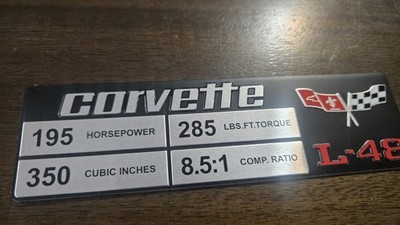 corvette
195 HORSEPOWER 285 LBS.FT.TORQUE
350 CUBIC INCHES 8.5:1 COMP. RATIO
L-48